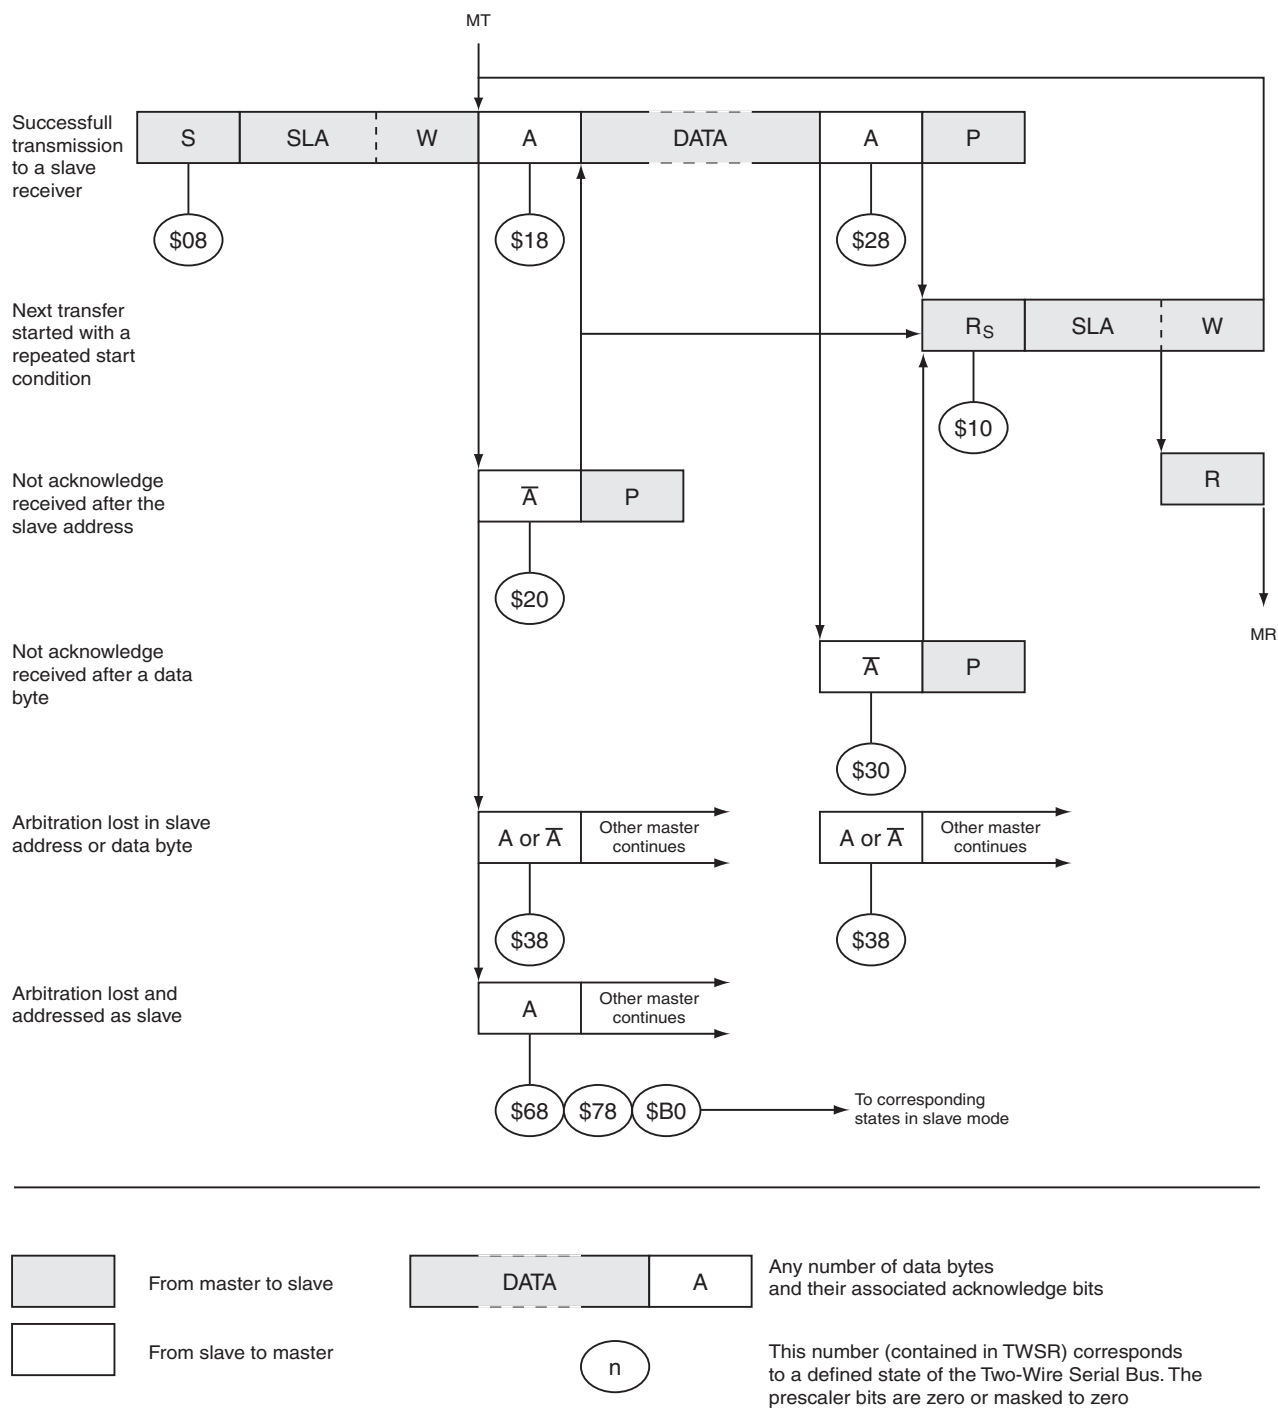 MT
Successfull
transmission
to a slave
receiver
S SLA W A DATA A P
$08 $18 $28
Next transfer
started with a
repeated start
condition
RS SLA W
$10
Not acknowledge
received after the
slave address
A̅ P
R
$20
MR
Not acknowledge
received after a data
byte
A̅ P
$30
Arbitration lost in slave
address or data byte
A or A̅ Other master
continues
A or A̅ Other master
continues
$38 $38
Arbitration lost and
addressed as slave
A Other master
continues
$68 $78 $B0
To corresponding
states in slave mode
From master to slave
DATA A
Any number of data bytes
and their associated acknowledge bits
From slave to master
n
This number (contained in TWSR) corresponds
to a defined state of the Two-Wire Serial Bus. The
prescaler bits are zero or masked to zero